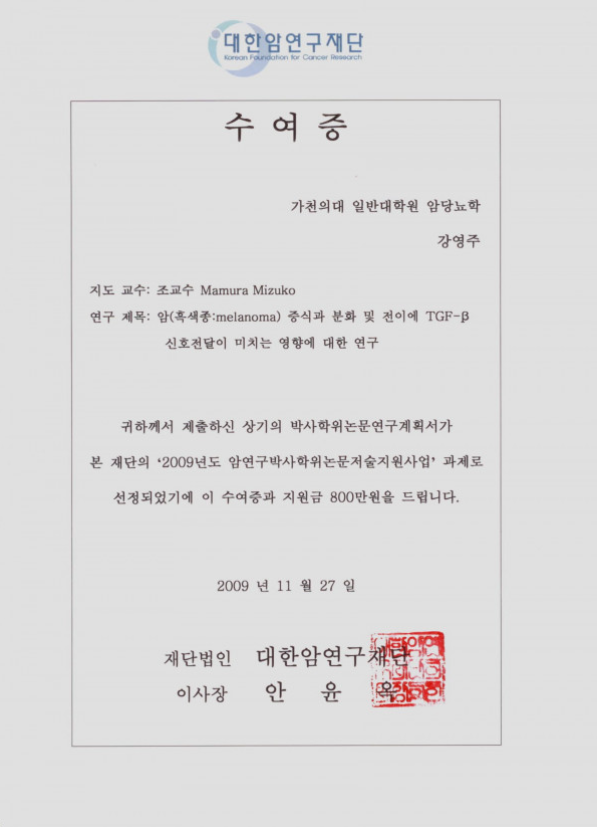 대한암연구재단
Korean Foundation for Cancer Research
수 여 증
가천의대 일반대학원 암당뇨학
강영주
지도 교수: 조교수 Mamura Mizuko
연구 제목: 암(흑색종:melanoma) 증식과 분화 및 전이에 TGF-β
신호전달이 미치는 영향에 대한 연구
귀하께서 제출하신 상기의 박사학위논문연구계획서가
본 재단의 '2009년도 암연구박사학위논문저술지원사업' 과제로
선정되었기에 이 수여증과 지원금 800만원을 드립니다.
2009 년 11 월 27 일
재단법인 대한암연구재단
이사장 안 윤 옥